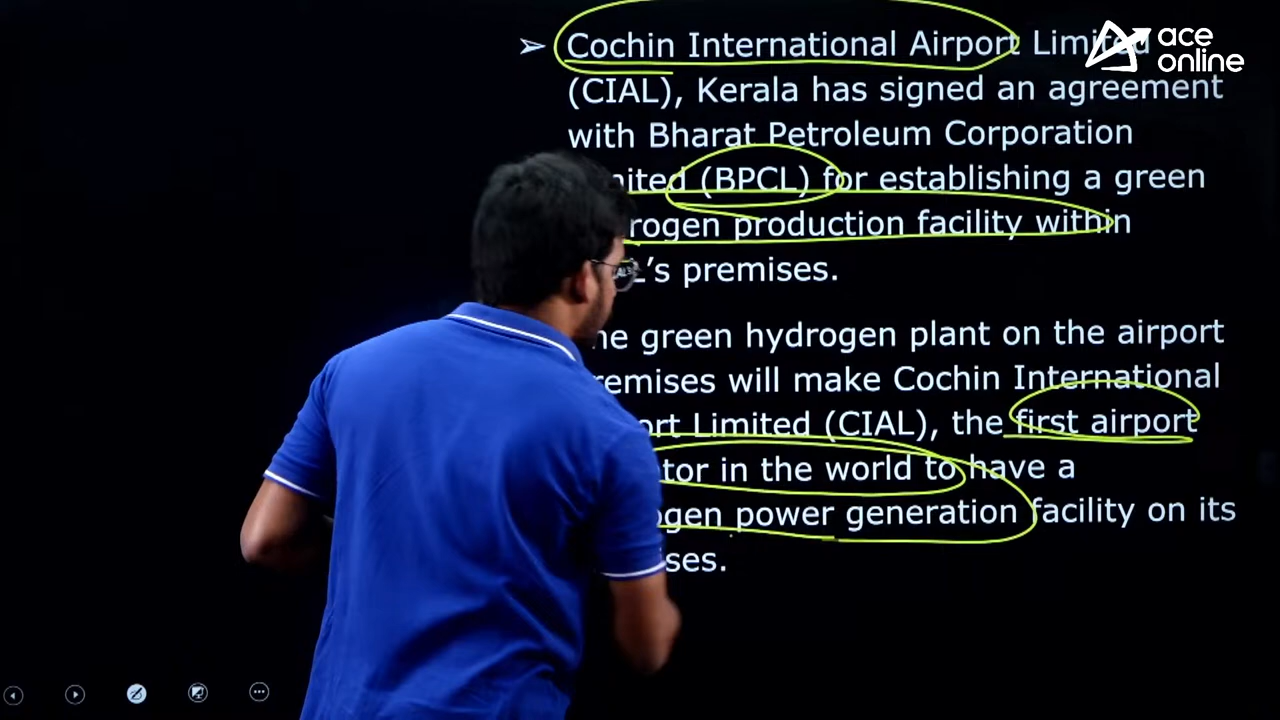 ➢ Cochin International Airport Limited
(CIAL), Kerala has signed an agreement
with Bharat Petroleum Corporation
(BPCL) for establishing a green
production facility within
premises.
green hydrogen plant on the airport
will make Cochin International
Limited (CIAL), the first airport
in the world to have a
power generation facility on its
ace
online